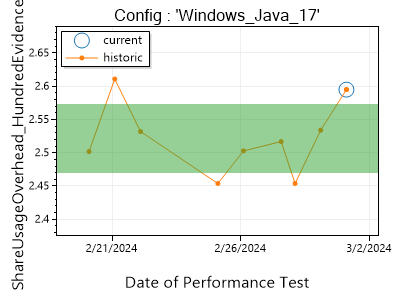 Config : 'Windows_Java_17'
current
historic
ShareUsageOverhead_HundredEvidence
2.65
2.6
2.55
2.5
2.45
2.4
2/21/2024
2/26/2024
3/2/2024
Date of Performance Test